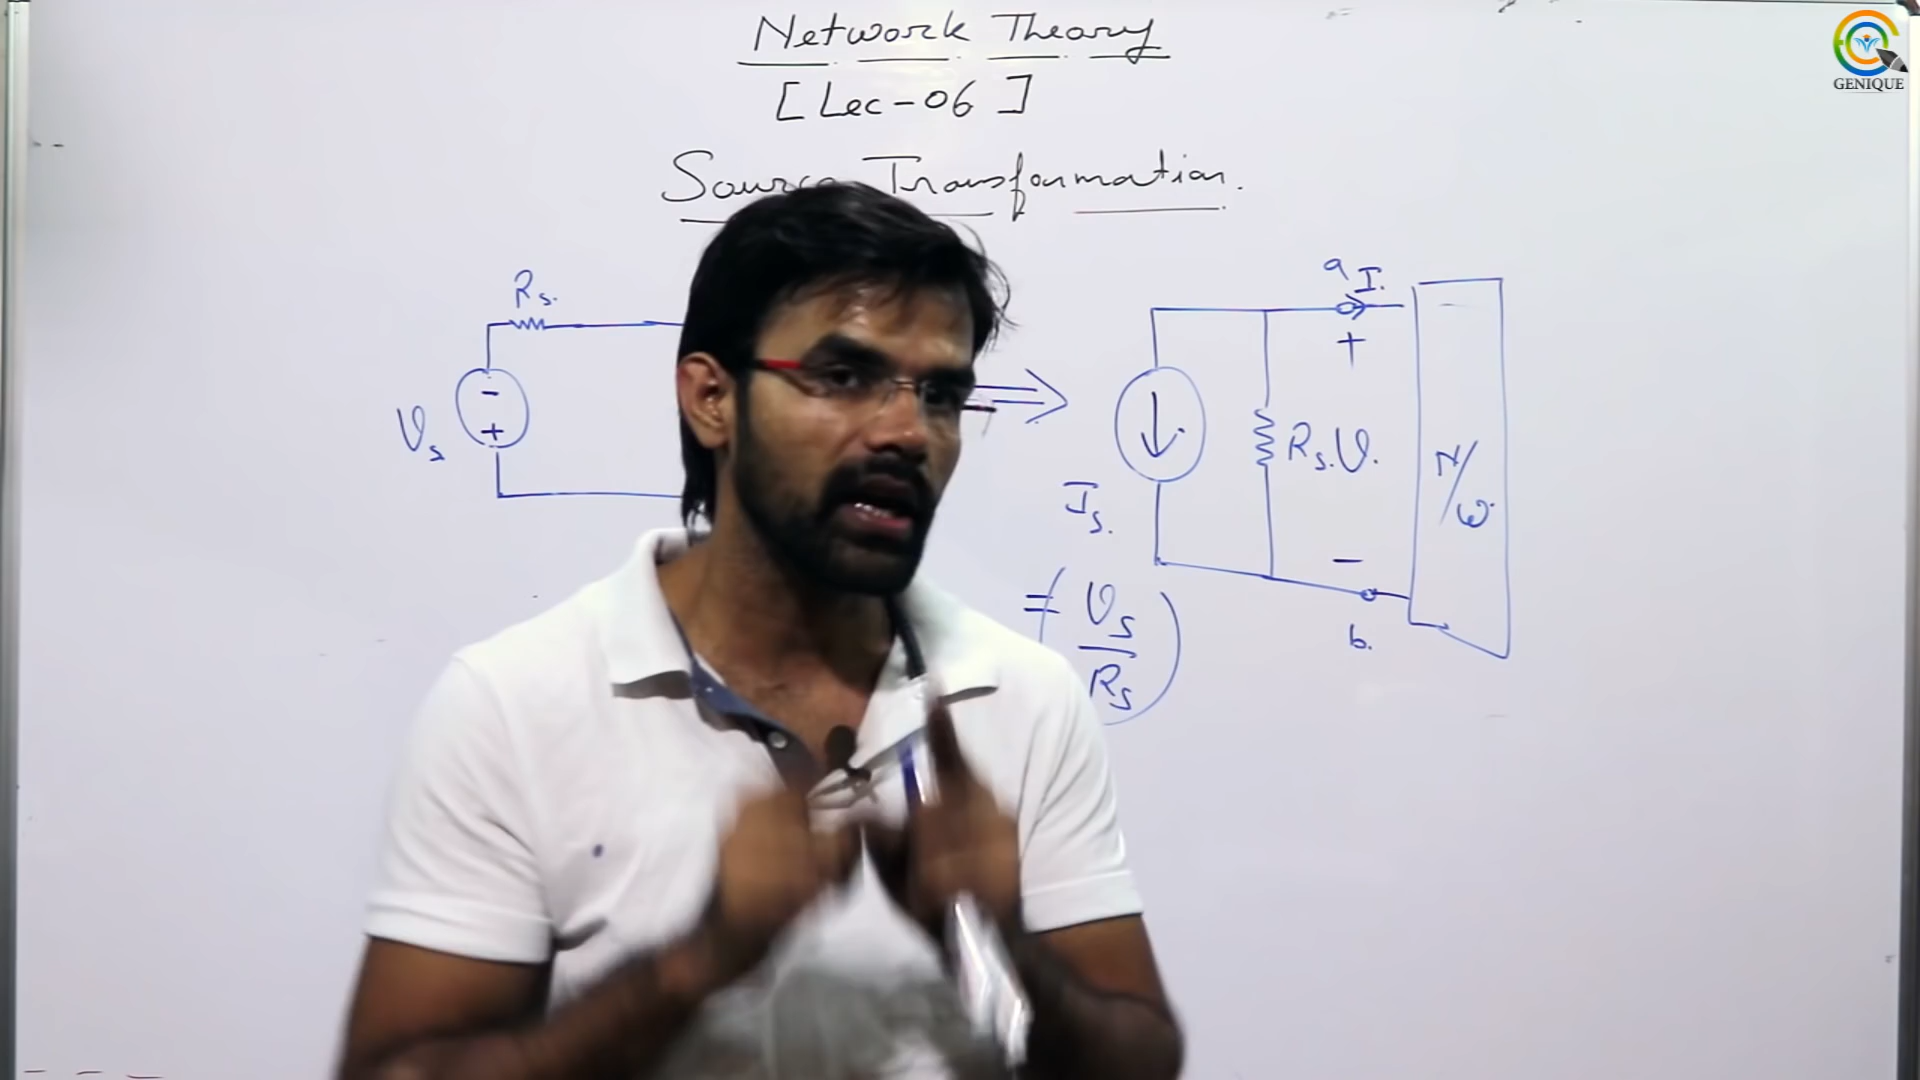 Network Theory
[Lec-06]
Source Transformation.
GENIQUE
Rs.
- +
Vs
a I.
+
Rs. V.
N/W.
Is.
= (Vs/Rs)
-
b.